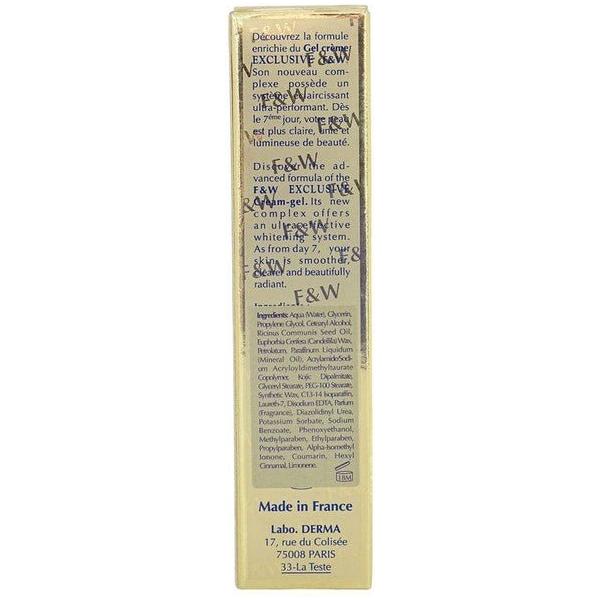 Découvrez la formule
enrichie du Gel crème
EXCLUSIVE F&W.
Son nouveau com-
plexe possède un
système éclaircissant
ultra-performant. Dès
le 7ème jour, votre peau
est plus claire, unie et
lumineuse de beauté.
Discover the ad-
vanced formula of the
F&W EXCLUSIVE
Cream-gel. Its new
complex offers
an ultra effective
whitening system.
As from day 7, your
skin is smoother,
clearer and beautifully
radiant.
F&W
F&W
F&W
F&W
F&W
F&W
F&W
Ingredients: Aqua (Water), Glycerin,
Propylene Glycol, Cetearyl Alcohol,
Ricinus Communis Seed Oil,
Euphorbia Cerifera (Candelilla) Wax,
Petrolatum, Paraffinum Liquidum
(Mineral Oil), Acrylamide/Sodi-
um Acryloyldimethyltaurate
Copolymer, Kojic Dipalmitate,
Glyceryl Stearate, PEG-100 Stearate,
Synthetic Wax, C13-14 Isoparaffin,
Laureth-7, Disodium EDTA, Parfum
(Fragrance), Diazolidinyl Urea,
Potassium Sorbate, Sodium
Benzoate, Phenoxyethanol,
Methylparaben, Ethylparaben,
Propylparaben, Alpha-Isomethyl
Ionone, Coumarin, Hexyl
Cinnamal, Limonene.
18M
Made in France
Labo. DERMA
17, rue du Colisée
75008 PARIS
33-La Teste